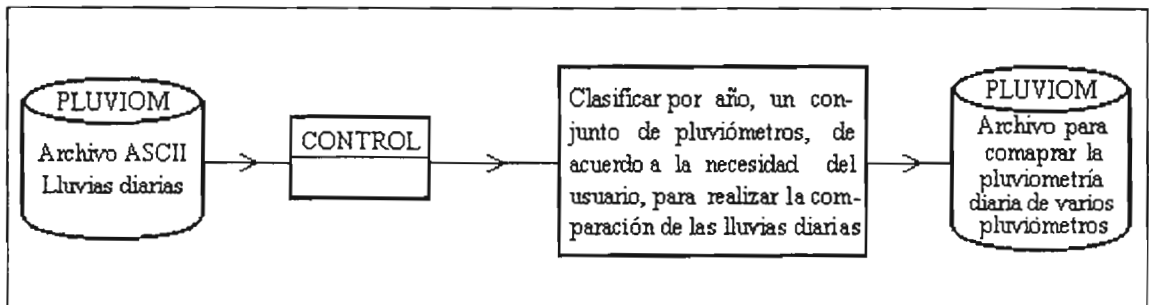 PLUVIOM
Archivo ASCII
Lluvias diarias
CONTROL
Clasificar por año, un con-
junto de pluviómetros, de
acuerdo a la necesidad del
usuario, para realizar la com-
paración de las lluvias diarias
PLUVIOM
Archivo para
comaprar la
pluviometría
diaria de varios
pluviómetros